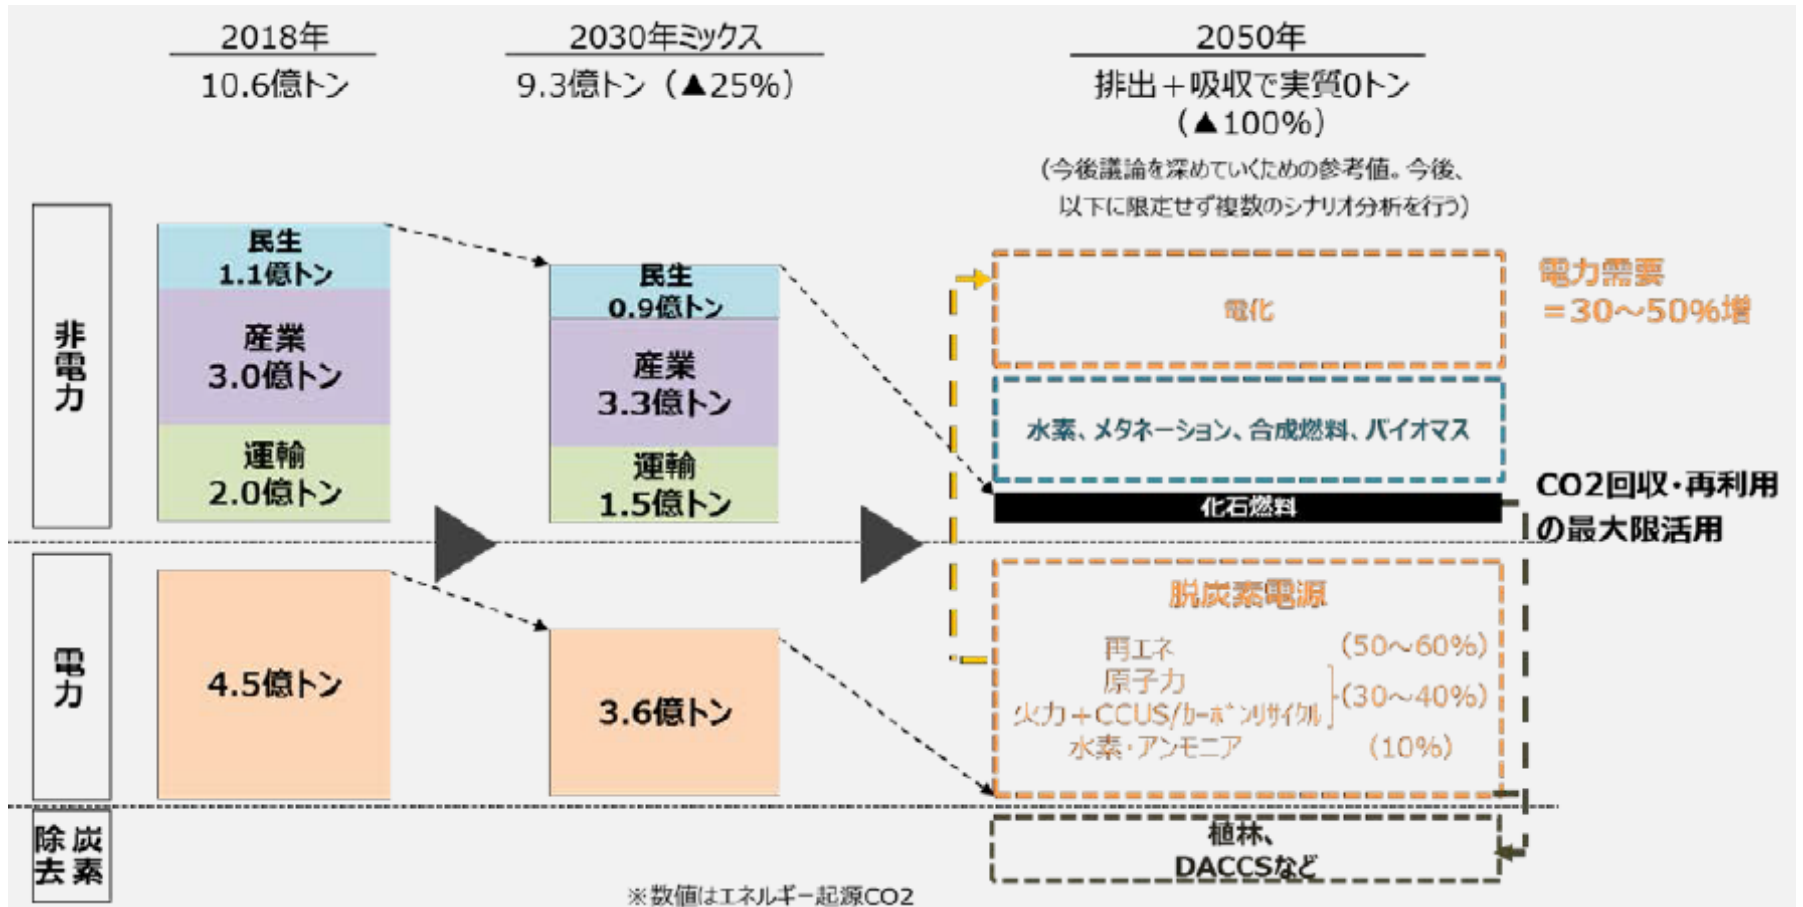 2018年
10.6億トン
2030年ミックス
9.3億トン（▲25%）
2050年
排出＋吸収で実質0トン
（▲100%）
（今後議論を深めていくための参考値。今後、
以下に限定せず複数のシナリオ分析を行う）
非電力
民生
1.1億トン
産業
3.0億トン
運輸
2.0億トン
民生
0.9億トン
産業
3.3億トン
運輸
1.5億トン
電化
電力需要
＝30～50%増
水素、メタネーション、合成燃料、バイオマス
化石燃料
CO2回収・再利用
の最大限活用
電力
4.5億トン
3.6億トン
脱炭素電源
再エネ （50～60%）
原子力
火力＋CCUS/カーボンリサイクル （30～40%）
水素・アンモニア （10%）
炭素
除去
植林、
DACCSなど
※数値はエネルギー起源CO2